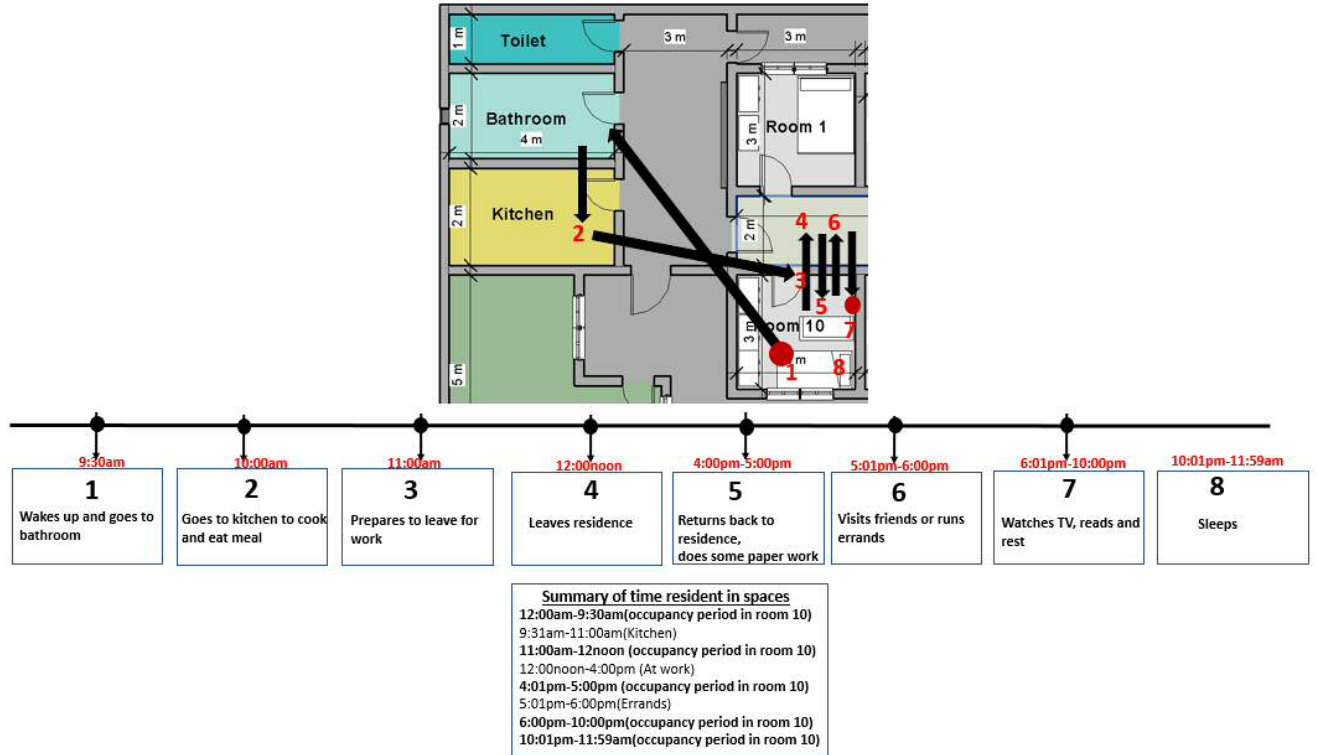 1 m
Toilet
3 m
3 m
2 m
Bathroom
4 m
3 m
Room 1
2 m
Kitchen
2
2 m
4
6
3
5
7
5 m
3 m
oom 10
1
m
8
9:30am
10:00am
11:00am
12:00noon
4:00pm-5:00pm
5:01pm-6:00pm
6:01pm-10:00pm
10:01pm-11:59am
1
Wakes up and goes to
bathroom
2
Goes to kitchen to cook
and eat meal
3
Prepares to leave for
work
4
Leaves residence
5
Returns back to
residence,
does some paper work
6
Visits friends or runs
errands
7
Watches TV, reads and
rest
8
Sleeps
Summary of time resident in spaces
12:00am-9:30am(occupancy period in room 10)
9:31am-11:00am(Kitchen)
11:00am-12noon (occupancy period in room 10)
12:00noon-4:00pm (At work)
4:01pm-5:00pm (occupancy period in room 10)
5:01pm-6:00pm(Errands)
6:00pm-10:00pm(occupancy period in room 10)
10:01pm-11:59am(occupancy period in room 10)